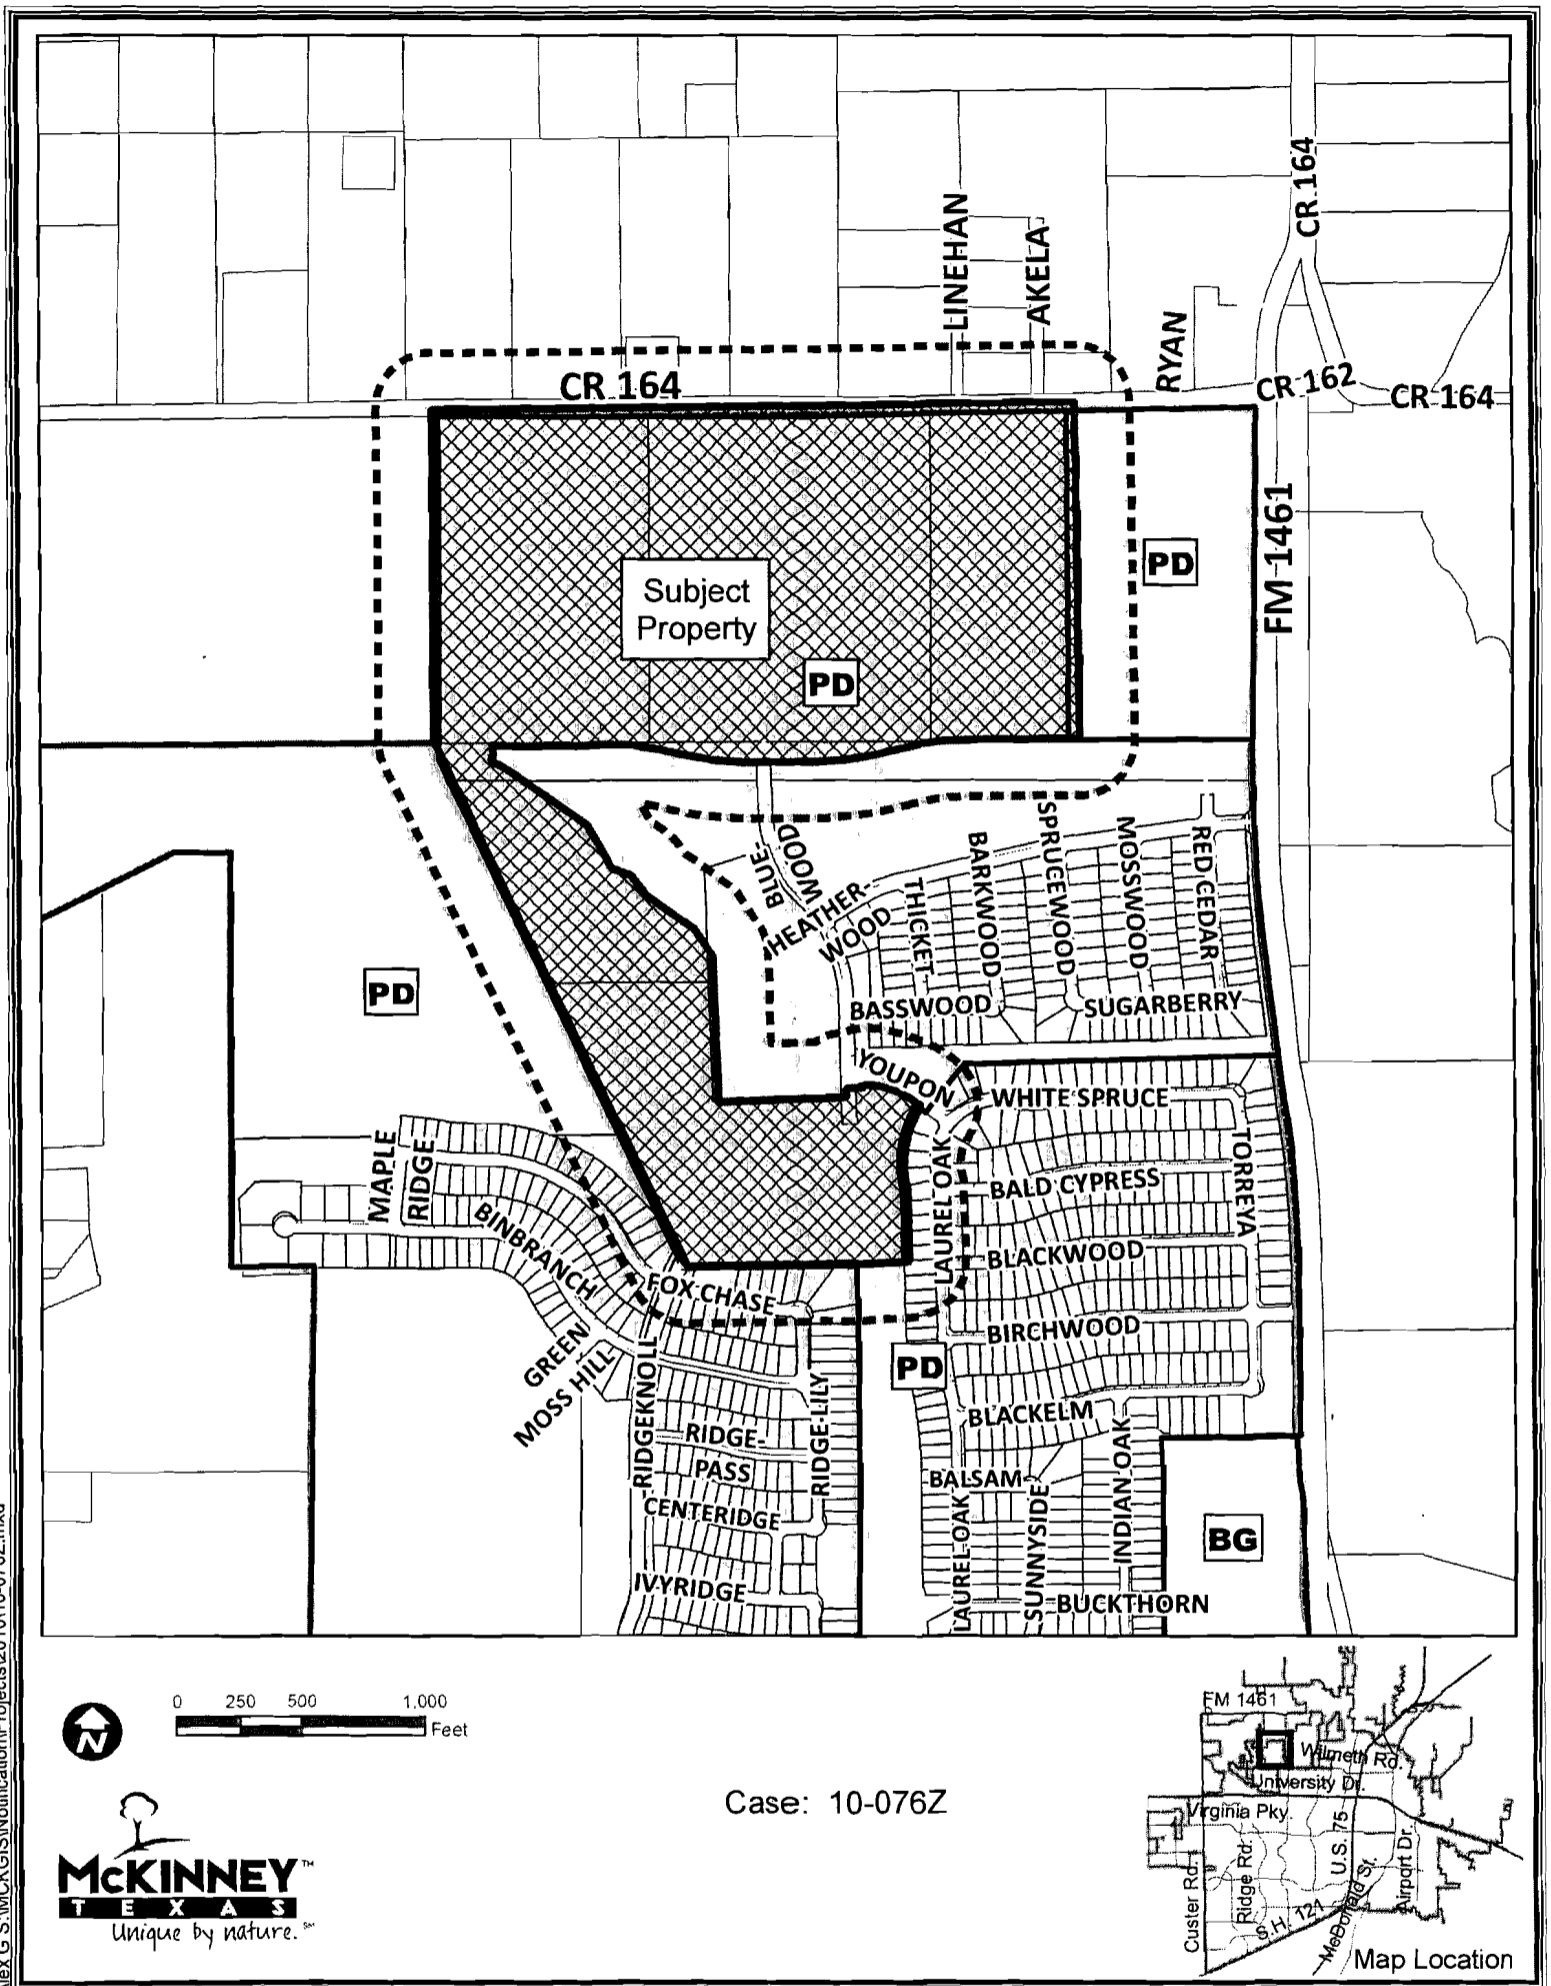 CR 164
LINEHAN
AKELA
RYAN
CR 164
CR 162
CR 164
FM 1461
PD
Subject
Property
PD
BLUE-
WOOD
HEATHER-
WOOD
THICKET
BARKWOOD
SPRUCEWOOD
MOSSWOOD
RED CEDAR
BASSWOOD
SUGARBERRY
PD
YOUPON
WHITE SPRUCE
TORREYA
LAUREL OAK
BALD CYPRESS
BLACKWOOD
BIRCHWOOD
MAPLE
RIDGE
BINBRANCH
FOX CHASE
GREEN
MOSS HILL
RIDGEKNOLL
RIDGE-
PASS
RIDGE LILY
CENTERIDGE
IVYRIDGE
PD
BLACKELM
BALSAM
LAUREL OAK
SUNNYSIDE
INDIAN OAK
BUCKTHORN
BG
0 250 500 1,000
Feet
N
Case: 10-076Z
McKINNEY™
TEXAS
Unique by nature.℠
FM 1461
Wilmeth Rd.
University Dr.
Virginia Pky.
U.S. 75
Custer Rd.
Ridge Rd.
S.H. 121
McDonald St.
Airport Dr.
Map Location